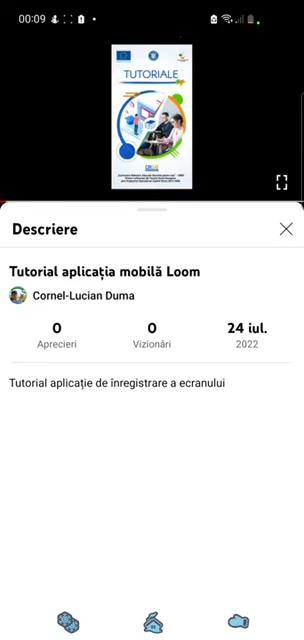 00:09
TUTORIALE
Descriere
Tutorial aplicația mobilă Loom
Cornel-Lucian Duma
0
Aprecieri
0
Vizionări
24 iul.
2022
Tutorial aplicație de înregistrare a ecranului